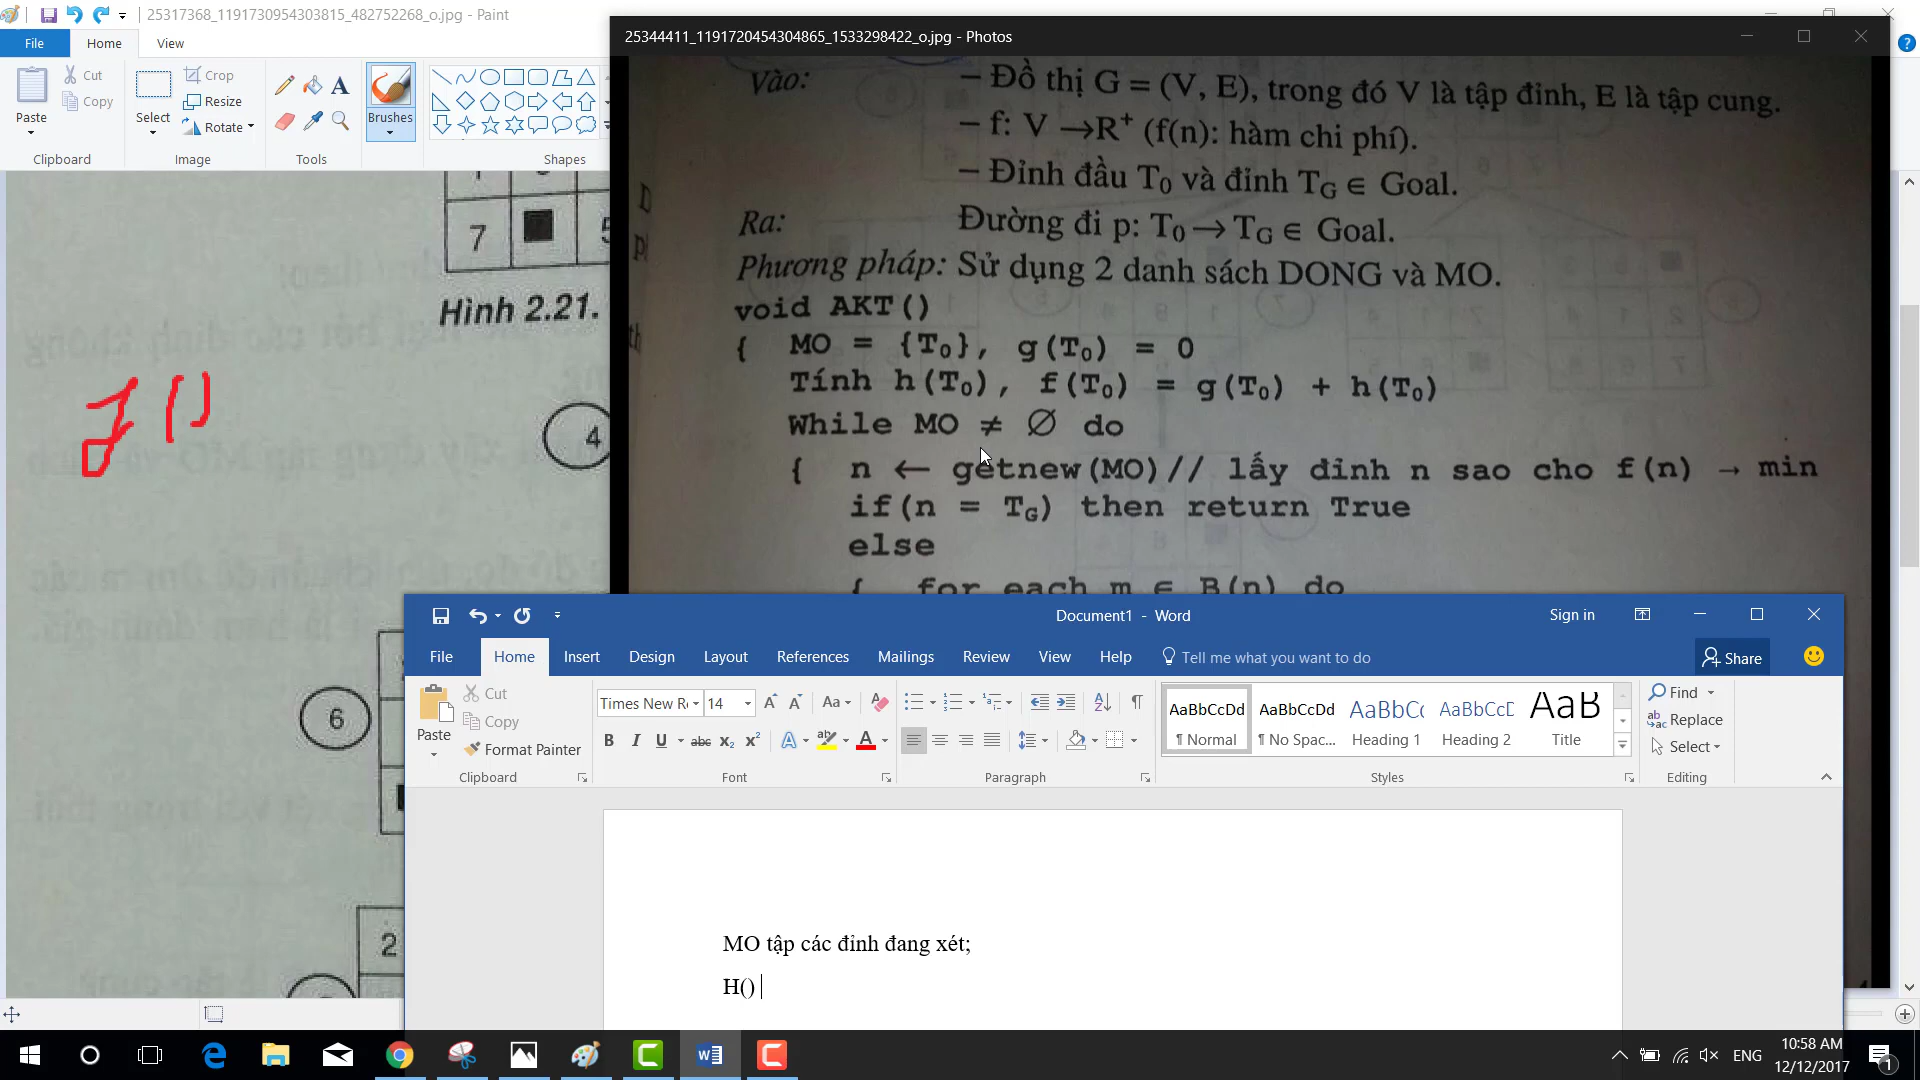 25317368_1191730954303815_482752268_o.jpg - Paint
File
Home
View
Paste
Cut
Copy
Clipboard
Select
Crop
Resize
Rotate
Image
Tools
Brushes
Shapes
7
Hình 2.21.
4
6
2
25344411_1191720454304865_1533298422_o.jpg - Photos
Vào:
– Đồ thị G = (V, E), trong đó V là tập đỉnh, E là tập cung.
– f: V →R⁺ (f(n): hàm chi phí).
– Đỉnh đầu T₀ và đỉnh TG ∈ Goal.
Ra: Đường đi p: T₀ → TG ∈ Goal.
Phương pháp: Sử dụng 2 danh sách DONG và MO.
void AKT()
{ MO = {T₀}, g(T₀) = 0
Tính h(T₀), f(T₀) = g(T₀) + h(T₀)
While MO ≠ ∅ do
{ n ← getnew(MO)// lấy đỉnh n sao cho f(n) → min
if(n = TG) then return True
else
{ for each m ∈ B(n) do
Document1 - Word
Sign in
File
Home
Insert
Design
Layout
References
Mailings
Review
View
Help
Tell me what you want to do
Share
Paste
Cut
Copy
Format Painter
Clipboard
Times New R
14
Font
Paragraph
AaBbCcDd
¶ Normal
AaBbCcDd
¶ No Spac...
AaBbC
Heading 1
AaBbCcD
Heading 2
AaB
Title
Styles
Find
Replace
Select
Editing
MO tập các đỉnh đang xét;
H()
ENG
10:58 AM
12/12/2017
1